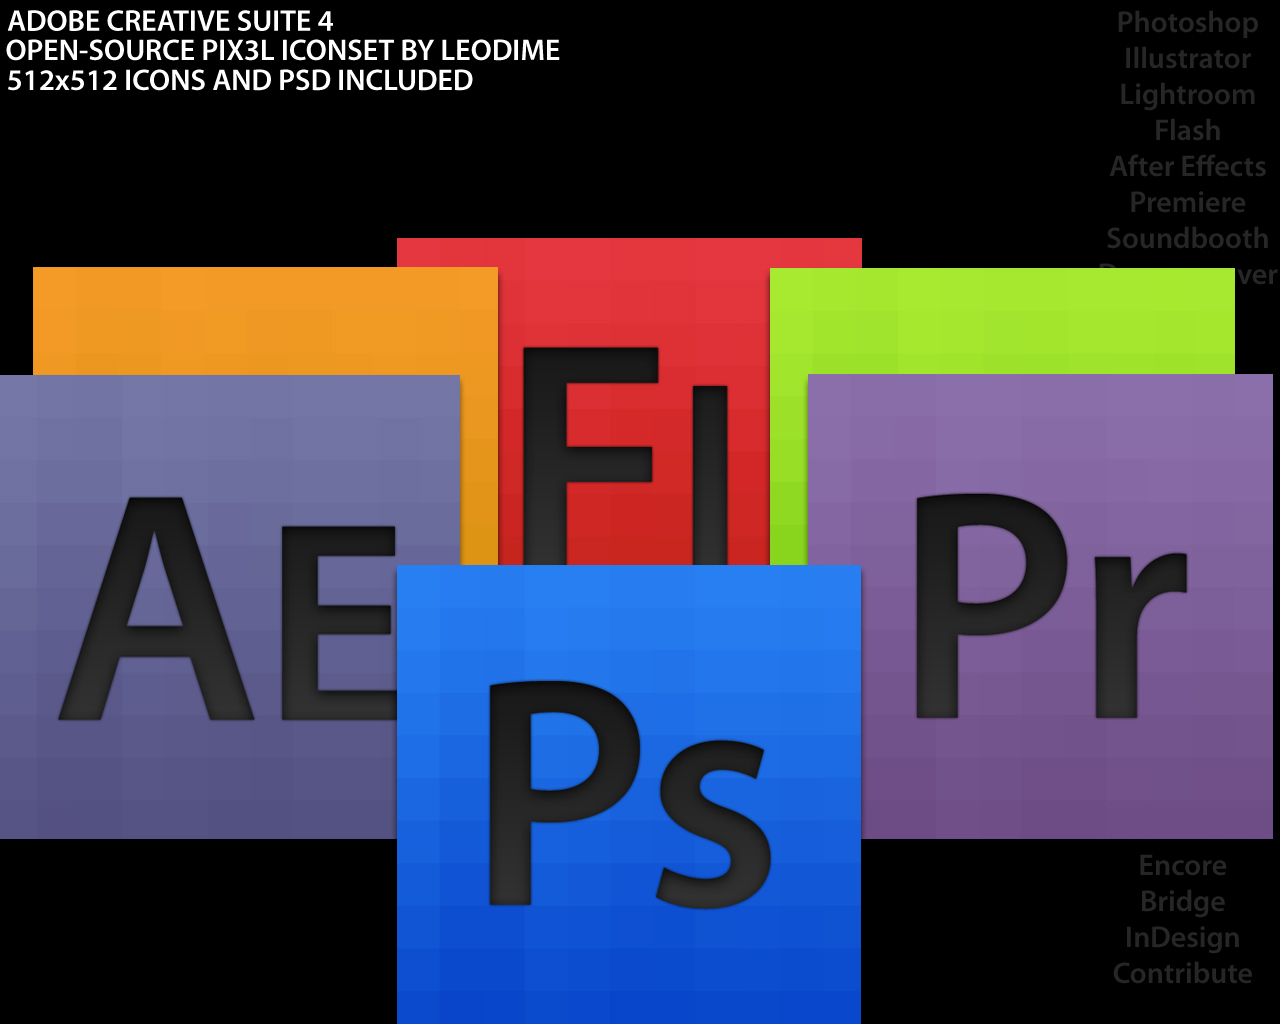 ADOBE CREATIVE SUITE 4
OPEN-SOURCE PIX3L ICONSET BY LEODIME
512x512 ICONS AND PSD INCLUDED
Photoshop
Illustrator
Lightroom
Flash
After Effects
Premiere
Soundbooth
Fl
AE
Pr
Ps
Encore
Bridge
InDesign
Contribute